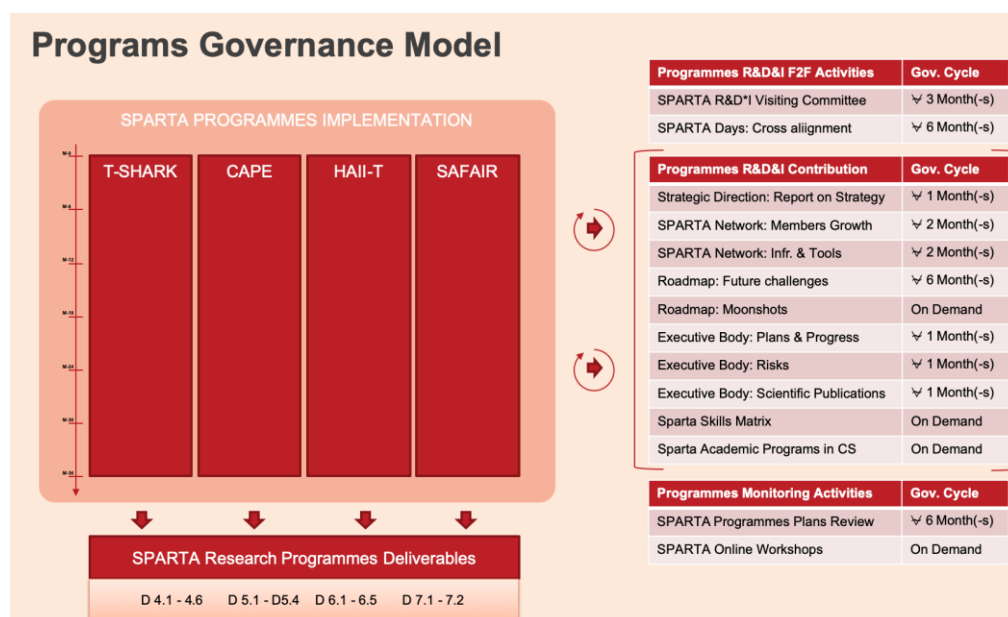 Programs Governance Model
SPARTA PROGRAMMES IMPLEMENTATION
T-SHARK CAPE HAII-T SAFAIR
M-12
M-36
SPARTA Research Programmes Deliverables
D 4.1 - 4.6 D 5.1 - D5.4 D 6.1 - 6.5 D 7.1 - 7.2
Programmes R&D&I F2F Activities Gov. Cycle
SPARTA R&D*I Visiting Committee ⩝ 3 Month(-s)
SPARTA Days: Cross aliignment ⩝ 6 Month(-s)
Programmes R&D&I Contribution Gov. Cycle
Strategic Direction: Report on Strategy ⩝ 1 Month(-s)
SPARTA Network: Members Growth ⩝ 2 Month(-s)
SPARTA Network: Infr. & Tools ⩝ 2 Month(-s)
Roadmap: Future challenges ⩝ 6 Month(-s)
Roadmap: Moonshots On Demand
Executive Body: Plans & Progress ⩝ 1 Month(-s)
Executive Body: Risks ⩝ 1 Month(-s)
Executive Body: Scientific Publications ⩝ 1 Month(-s)
Sparta Skills Matrix On Demand
Sparta Academic Programs in CS On Demand
Programmes Monitoring Activities Gov. Cycle
SPARTA Programmes Plans Review ⩝ 6 Month(-s)
SPARTA Online Workshops On Demand